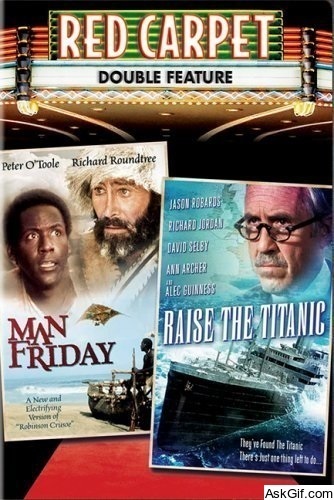 RED CARPET
DOUBLE FEATURE
Peter O'Toole Richard Roundtree
MAN
FRIDAY
A New and
Electrifying
Version of
"Robinson Crusoe"
JASON ROBARDS
RICHARD JORDAN
DAVID SELBY
ANN ARCHER
AND
ALEC GUINNESS
RAISE THE TITANIC
They've Found The Titanic
There's Just one thing left to do...
AskGif.com